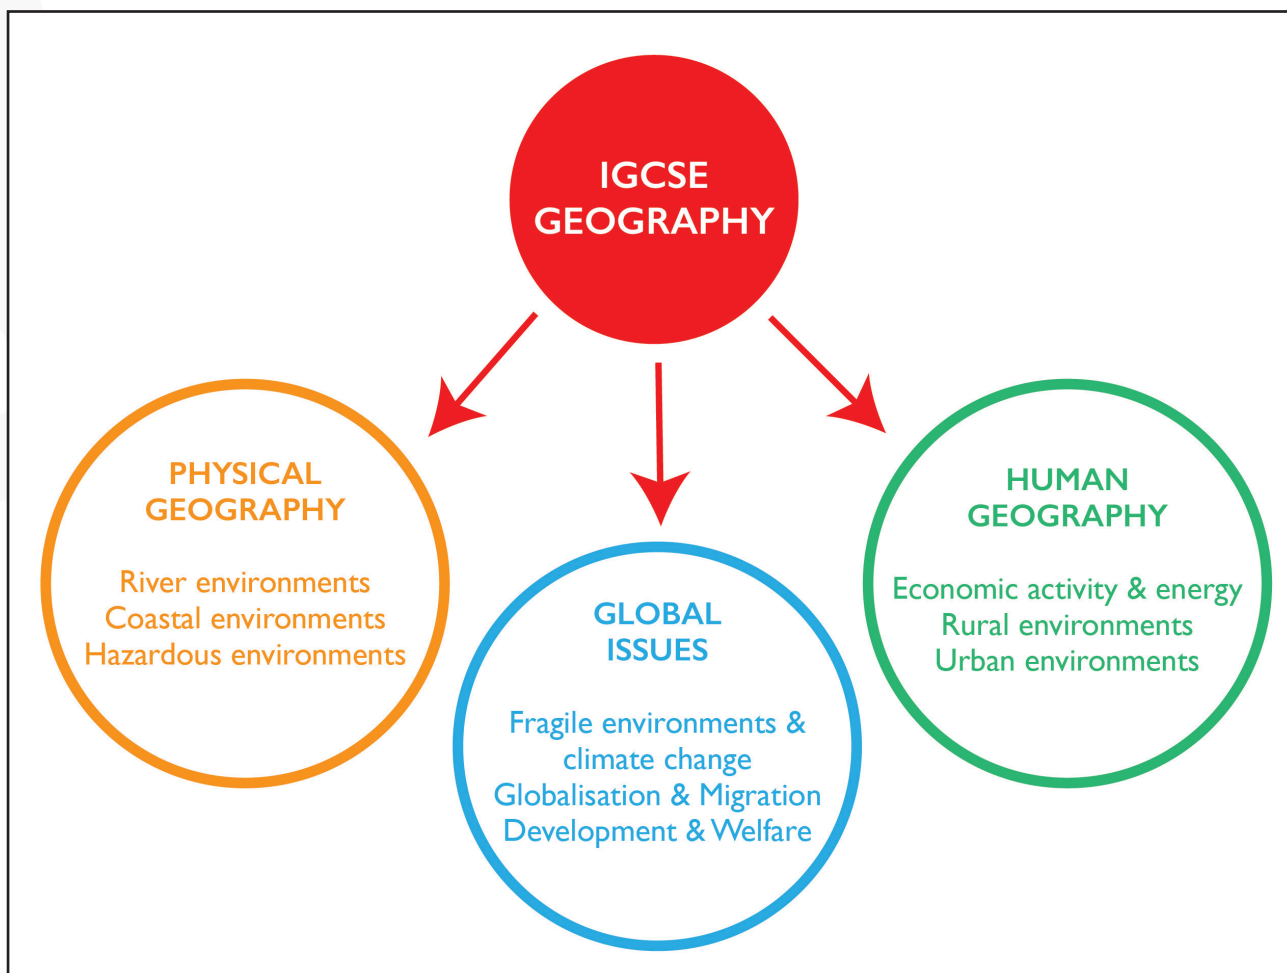 IGCSE
GEOGRAPHY
PHYSICAL
GEOGRAPHY
River environments
Coastal environments
Hazardous environments
GLOBAL
ISSUES
Fragile environments &
climate change
Globalisation & Migration
Development & Welfare
HUMAN
GEOGRAPHY
Economic activity & energy
Rural environments
Urban environments